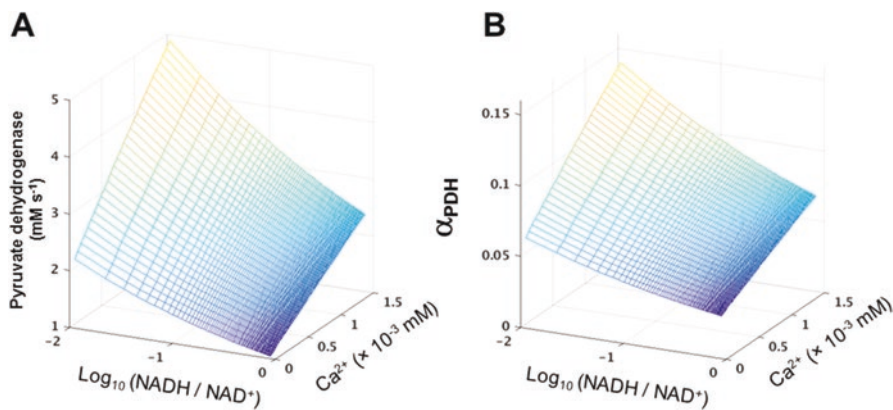 A
Pyruvate dehydrogenase
(mM s⁻¹)
5
4
3
2
1
−2
−1
0
Log₁₀ (NADH / NAD⁺)
0
0.5
1
1.5
Ca²⁺ (× 10⁻³ mM)
B
αPDH
0.15
0.1
0.05
0
−2
−1
0
Log₁₀ (NADH / NAD⁺)
0
0.5
1
1.5
Ca²⁺ (× 10⁻³ mM)